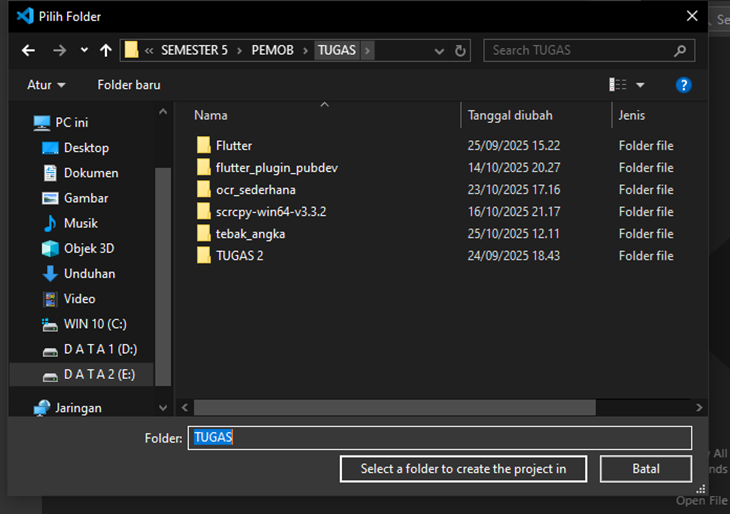 Pilih Folder
SEMESTER 5 PEMOB TUGAS
Search TUGAS
Se
Atur Folder baru
Nama Tanggal diubah Jenis
PC ini
Desktop
Dokumen
Gambar
Musik
Objek 3D
Unduhan
Video
WIN 10 (C:)
D A T A 1 (D:)
D A T A 2 (E:)
Jaringan
Flutter 25/09/2025 15.22 Folder file
flutter_plugin_pubdev 14/10/2025 20.27 Folder file
ocr_sederhana 23/10/2025 17.16 Folder file
scrcpy-win64-v3.3.2 16/10/2025 21.17 Folder file
tebak_angka 25/10/2025 12.11 Folder file
TUGAS 2 24/09/2025 18.43 Folder file
Folder: TUGAS
Select a folder to create the project in Batal
All
nds
Open File